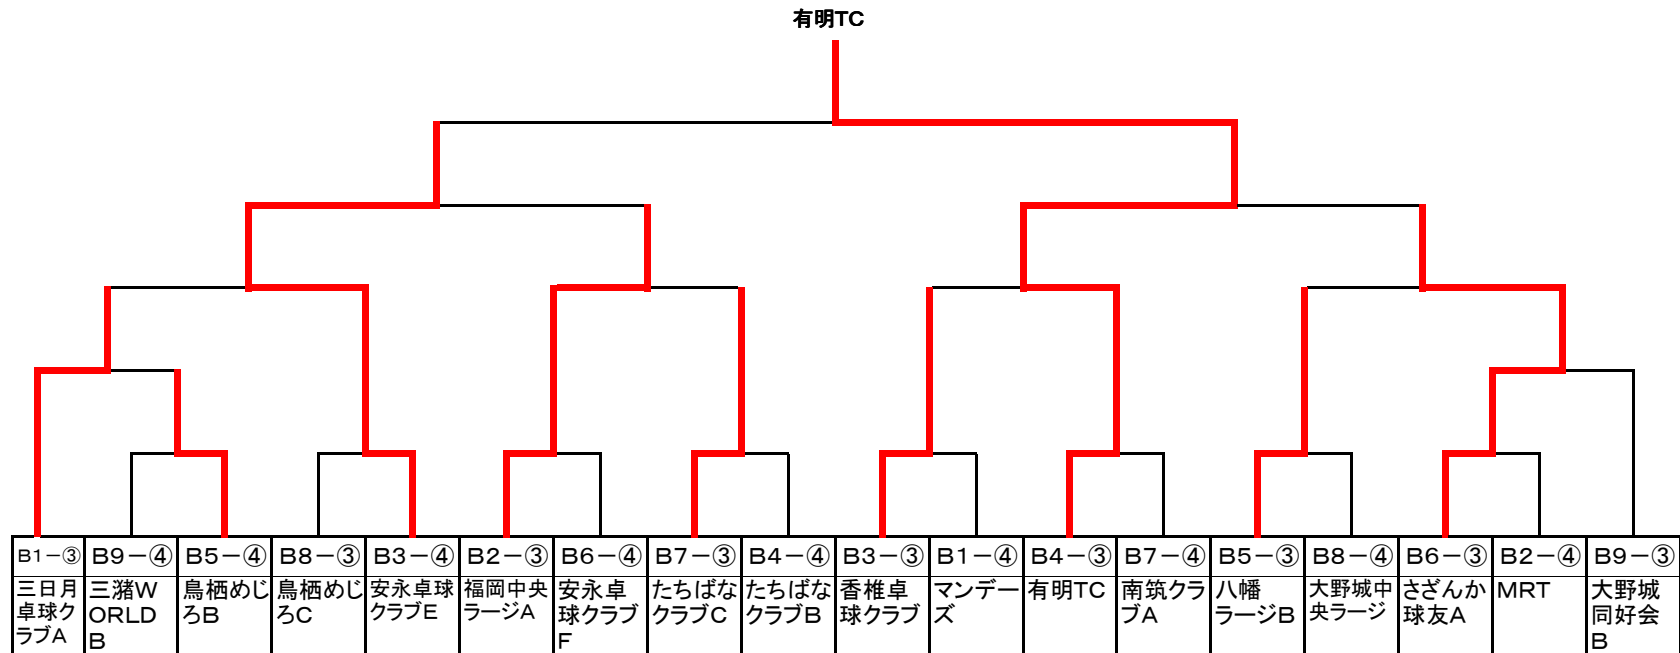 有明TC
B1-③ B9-④ B5-④ B8-③ B3-④ B2-③ B6-④ B7-③ B4-④ B3-③ B1-④ B4-③ B7-④ B5-③ B8-④ B6-③ B2-④ B9-③
三日月
卓球ク
ラブA
三潴W
ORLD
B
鳥栖めじ
ろB
鳥栖めじ
ろC
安永卓球
クラブE
福岡中央
ラージA
安永卓
球クラブ
F
たちばな
クラブC
たちばな
クラブB
香椎卓
球クラブ
マンデー
ズ
有明TC
南筑クラ
ブA
八幡
ラージB
大野城中
央ラージ
さざんか
球友A
MRT
大野城
同好会
B